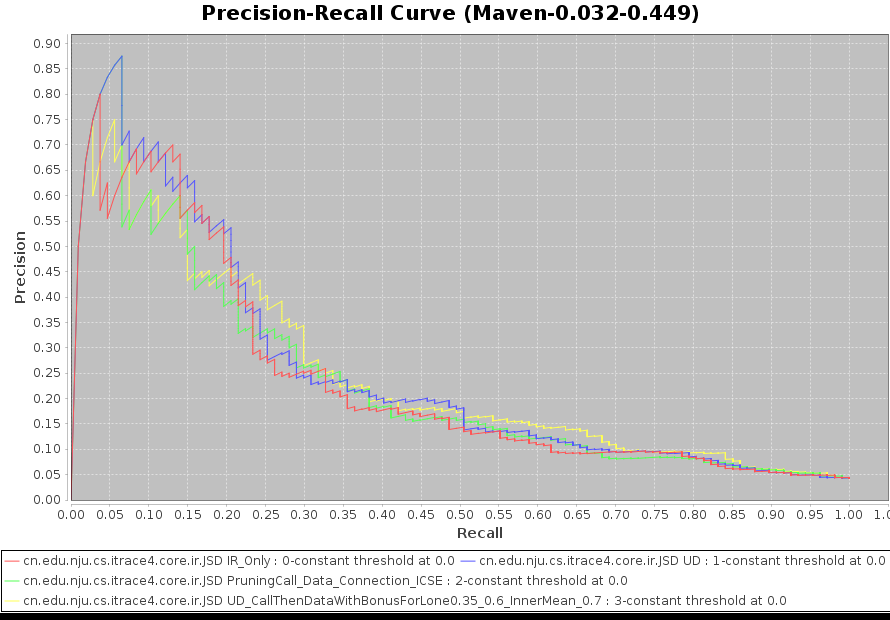 Precision-Recall Curve (Maven-0.032-0.449)
Precision
0.90
0.85
0.80
0.75
0.70
0.65
0.60
0.55
0.50
0.45
0.40
0.35
0.30
0.25
0.20
0.15
0.10
0.05
0.00
0.00 0.05 0.10 0.15 0.20 0.25 0.30 0.35 0.40 0.45 0.50 0.55 0.60 0.65 0.70 0.75 0.80 0.85 0.90 0.95 1.00 1.0
Recall
cn.edu.nju.cs.itrace4.core.ir.JSD IR_Only : 0-constant threshold at 0.0 cn.edu.nju.cs.itrace4.core.ir.JSD UD : 1-constant threshold at 0.0
cn.edu.nju.cs.itrace4.core.ir.JSD PruningCall_Data_Connection_ICSE : 2-constant threshold at 0.0
cn.edu.nju.cs.itrace4.core.ir.JSD UD_CallThenDataWithBonusForLone0.35_0.6_InnerMean_0.7 : 3-constant threshold at 0.0